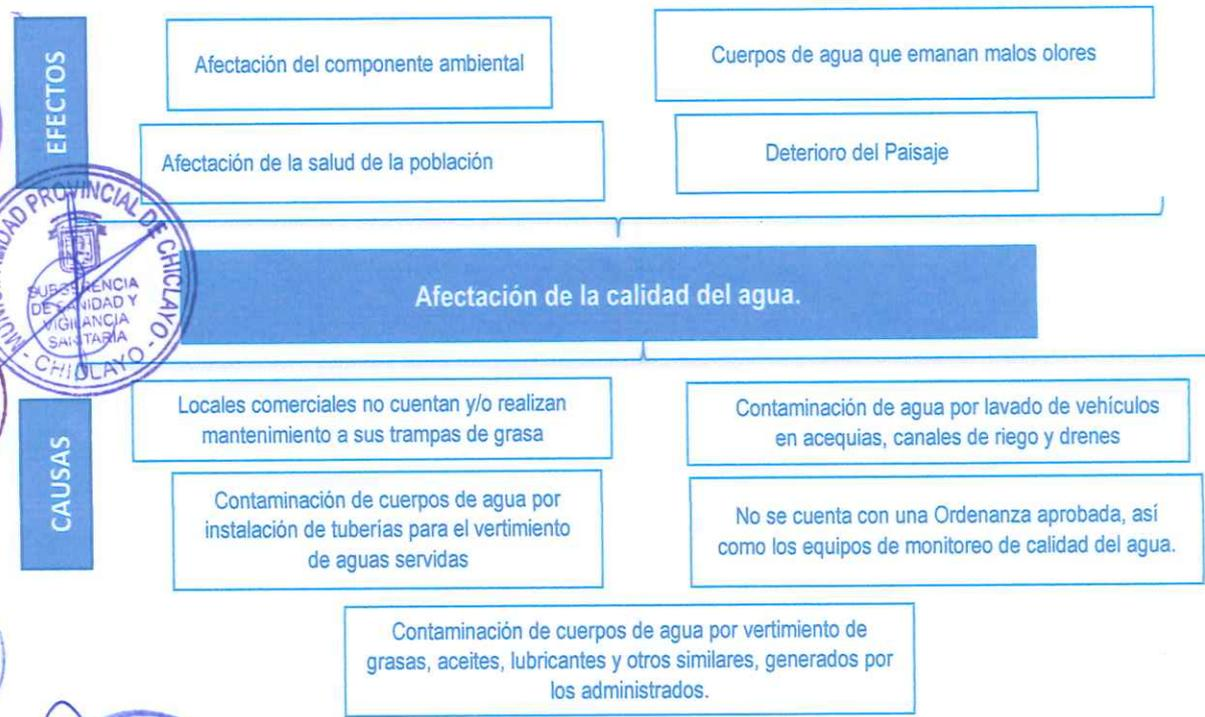 EFECTOS
Afectación del componente ambiental
Cuerpos de agua que emanan malos olores
Afectación de la salud de la población
Deterioro del Paisaje
PROVINCIAL DE CHICLAYO
SUBGERENCIA
DE SANIDAD Y
VIGILANCIA
SANITARIA
- CHICLAYO -
Afectación de la calidad del agua.
CAUSAS
Locales comerciales no cuentan y/o realizan
mantenimiento a sus trampas de grasa
Contaminación de agua por lavado de vehículos
en acequias, canales de riego y drenes
Contaminación de cuerpos de agua por
instalación de tuberías para el vertimiento
de aguas servidas
No se cuenta con una Ordenanza aprobada, así
como los equipos de monitoreo de calidad del agua.
Contaminación de cuerpos de agua por vertimiento de
grasas, aceites, lubricantes y otros similares, generados por
los administrados.